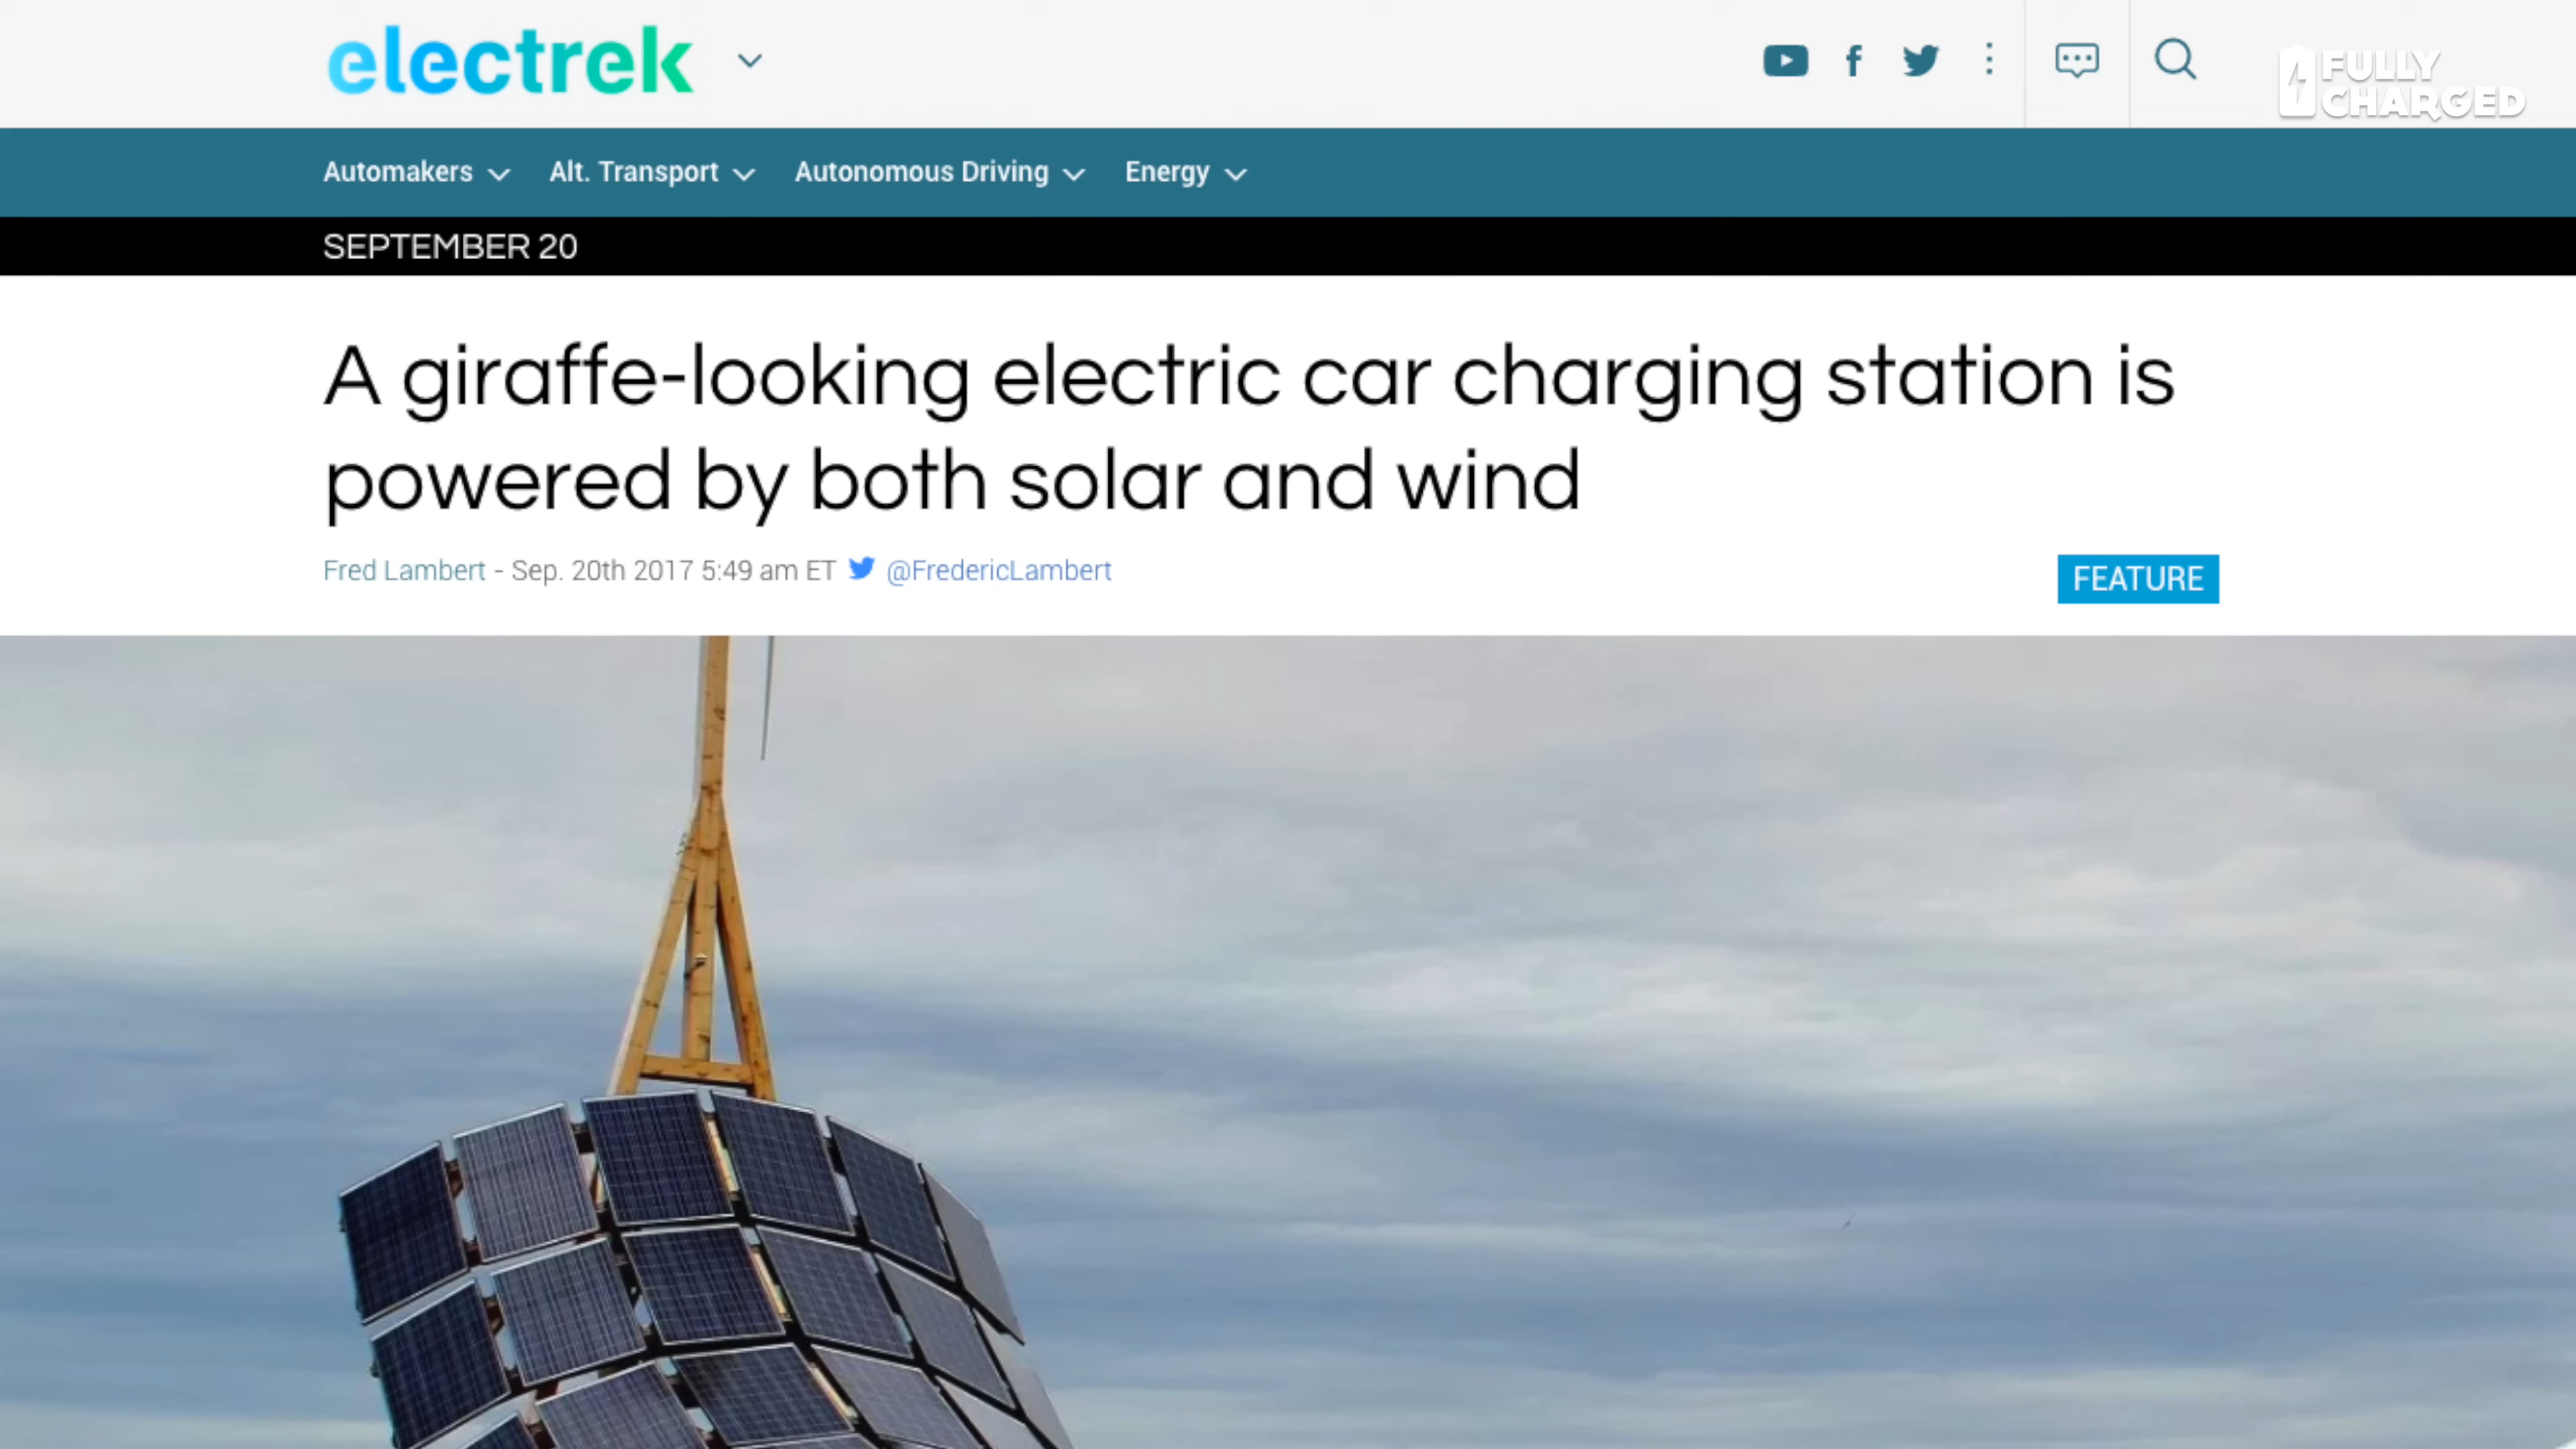 electrek
FULLY
CHARGED
Automakers Alt. Transport Autonomous Driving Energy
SEPTEMBER 20
A giraffe-looking electric car charging station is
powered by both solar and wind
Fred Lambert - Sep. 20th 2017 5:49 am ET @FredericLambert
FEATURE